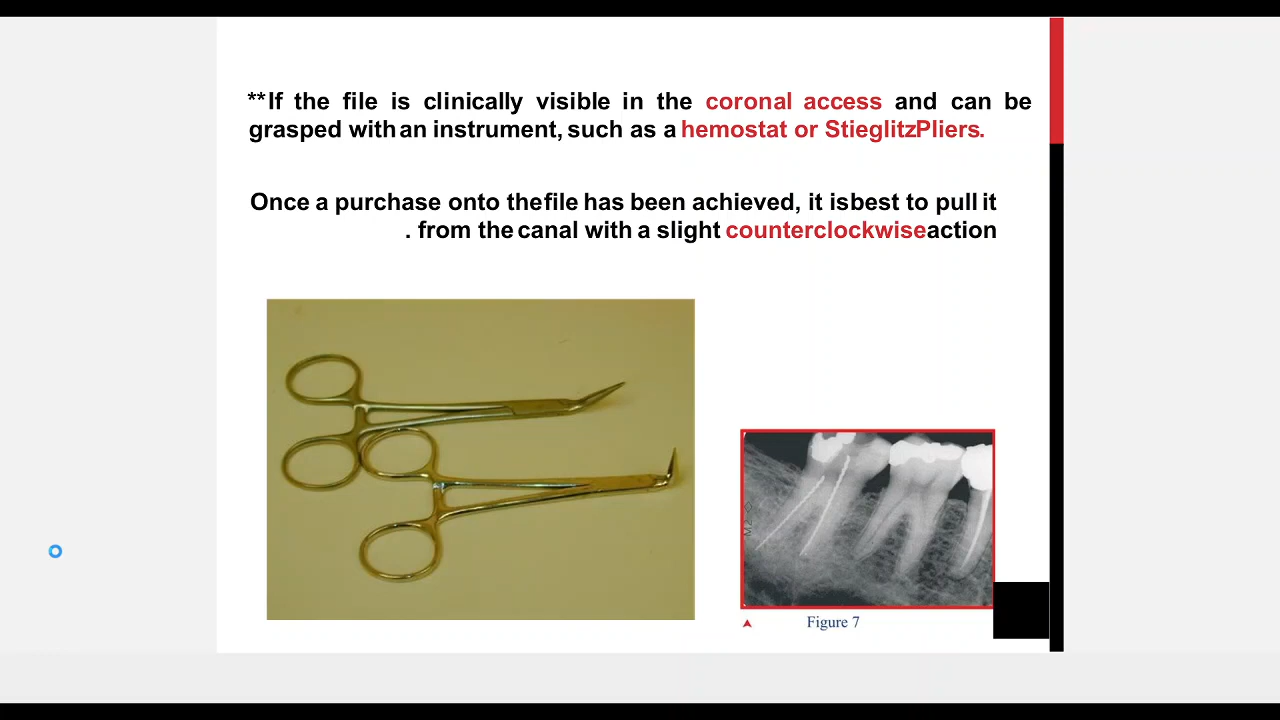 **If the file is clinically visible in the coronal access and can be
grasped with an instrument, such as a hemostat or StieglitzPliers.
Once a purchase onto thefile has been achieved, it isbest to pull it
. from the canal with a slight counterclockwiseaction
Figure 7